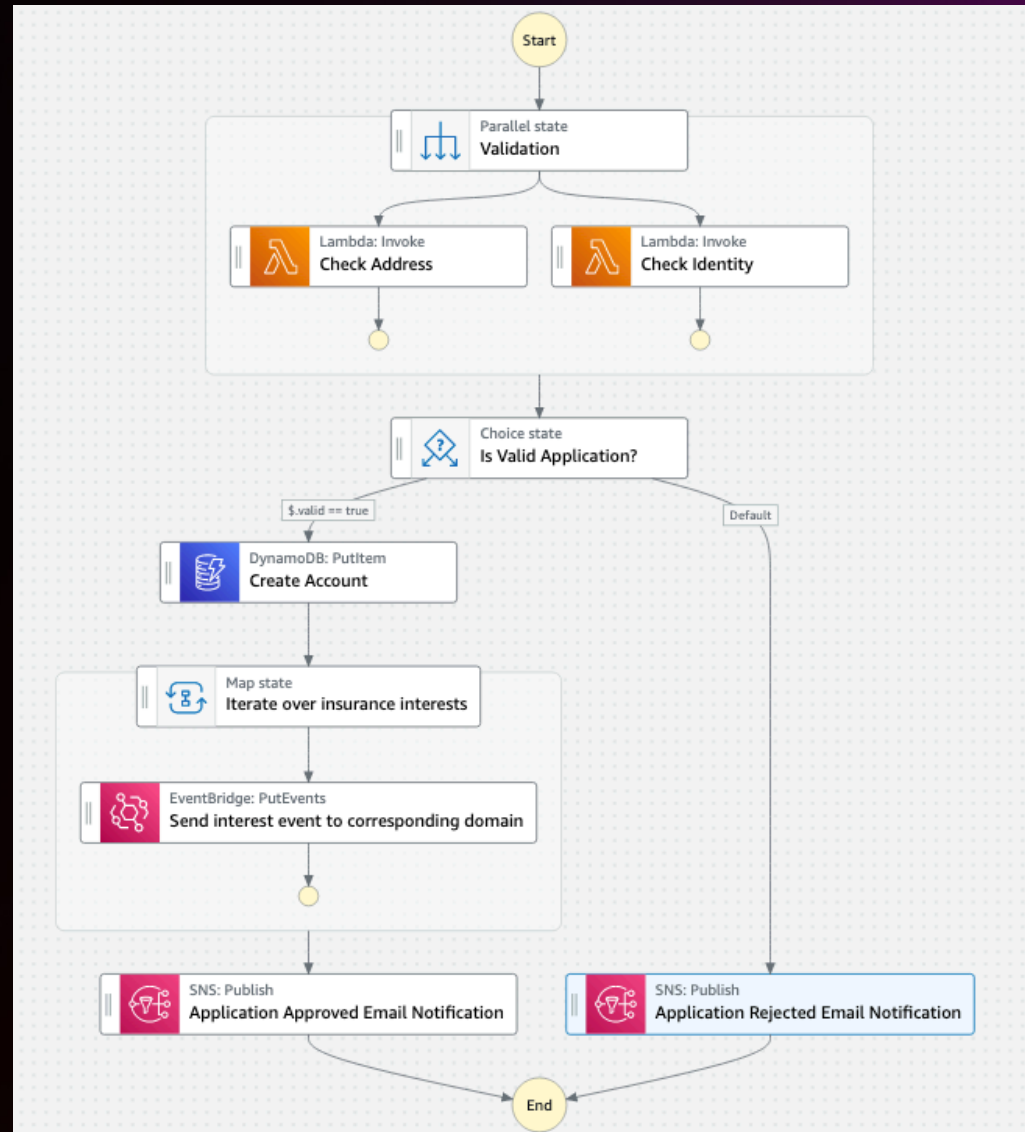 Start
Parallel state
Validation
Lambda: Invoke
Check Address
Lambda: Invoke
Check Identity
Choice state
Is Valid Application?
$.valid == true
Default
DynamoDB: PutItem
Create Account
Map state
Iterate over insurance interests
EventBridge: PutEvents
Send interest event to corresponding domain
SNS: Publish
Application Approved Email Notification
SNS: Publish
Application Rejected Email Notification
End